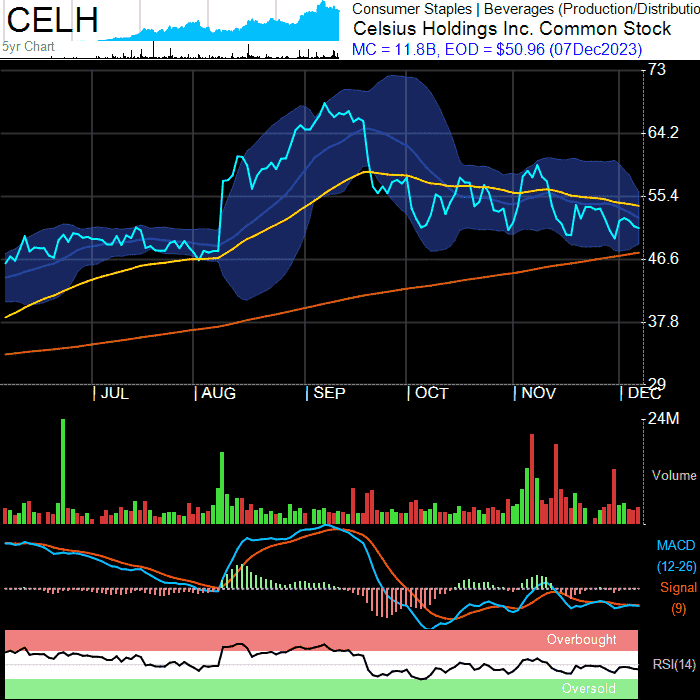 CELH
5yr Chart
Consumer Staples | Beverages (Production/Distributio
Celsius Holdings Inc. Common Stock
MC = 11.8B, EOD = $50.96 (07Dec2023)
73
64.2
55.4
46.6
37.8
29
| JUL | AUG | SEP | OCT | NOV | DEC
24M
Volume
MACD
(12-26)
Signal
(9)
Overbought
RSI(14)
Oversold